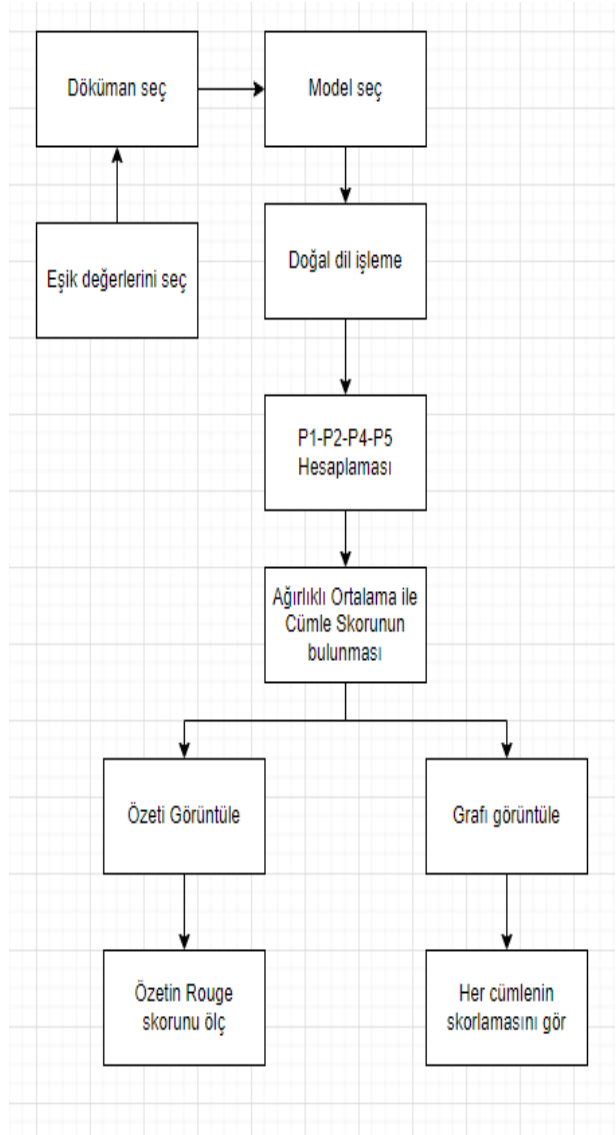 Döküman seç
Model seç
Eşik değerlerini seç
Doğal dil işleme
P1-P2-P4-P5
Hesaplaması
Ağırlıklı Ortalama ile
Cümle Skorunun
bulunması
Özeti Görüntüle
Grafı görüntüle
Özetin Rouge
skorunu ölç
Her cümlenin
skorlamasını gör